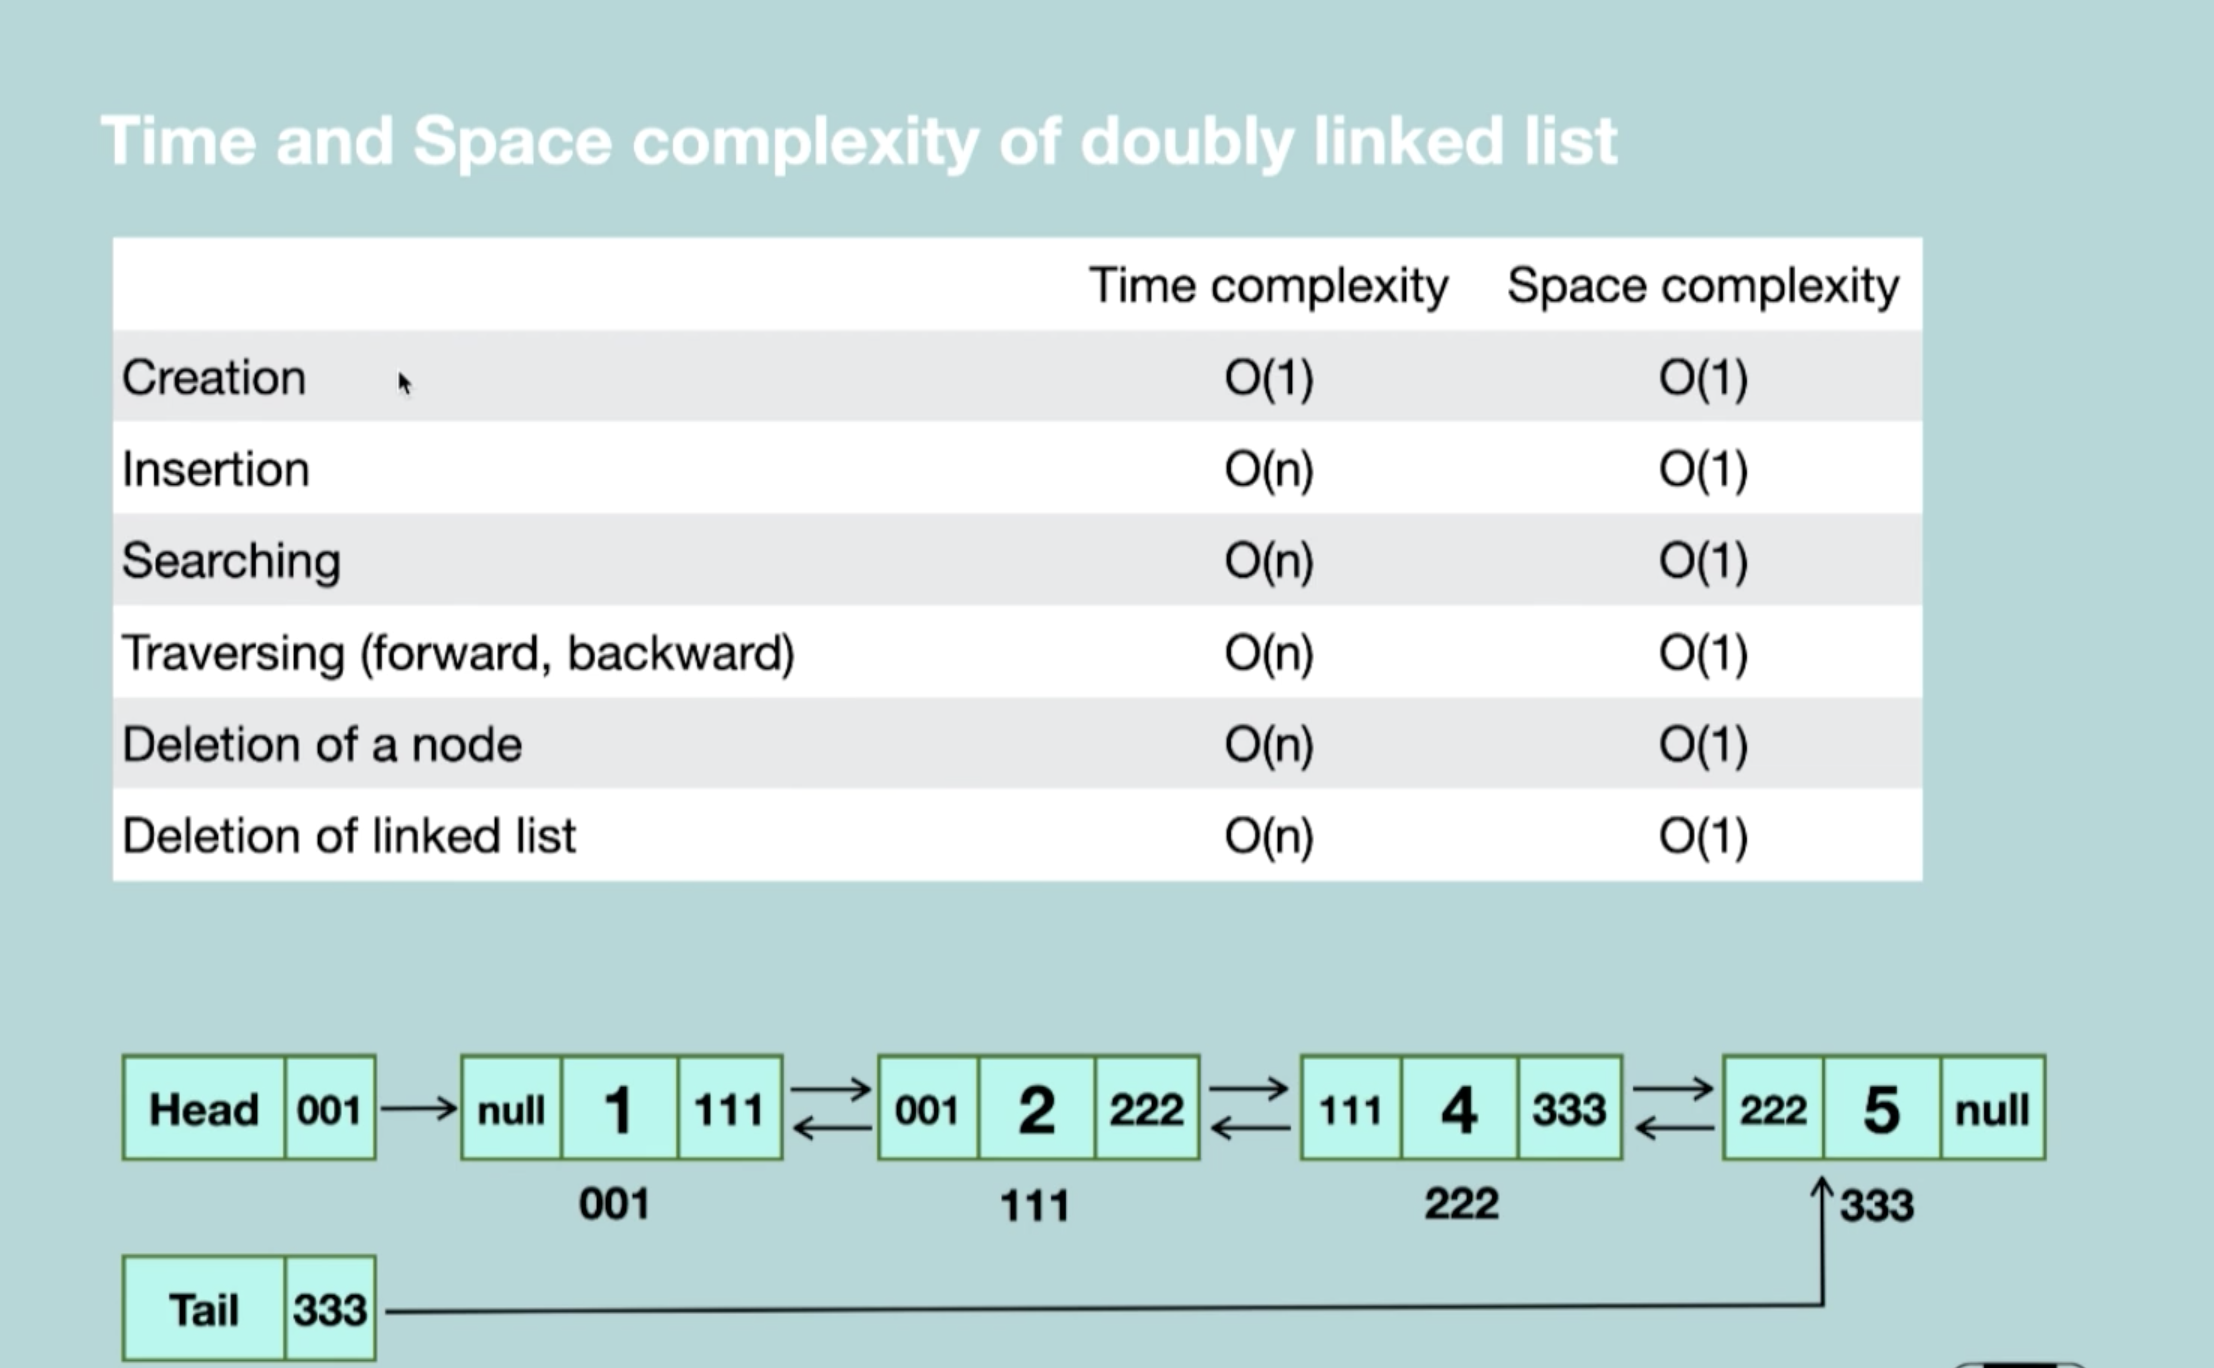 Time and Space complexity of doubly linked list
Time complexity Space complexity
Creation O(1) O(1)
Insertion O(n) O(1)
Searching O(n) O(1)
Traversing (forward, backward) O(n) O(1)
Deletion of a node O(n) O(1)
Deletion of linked list O(n) O(1)
Head 001 null 1 111 001 2 222 111 4 333 222 5 null
001 111 222 333
Tail 333